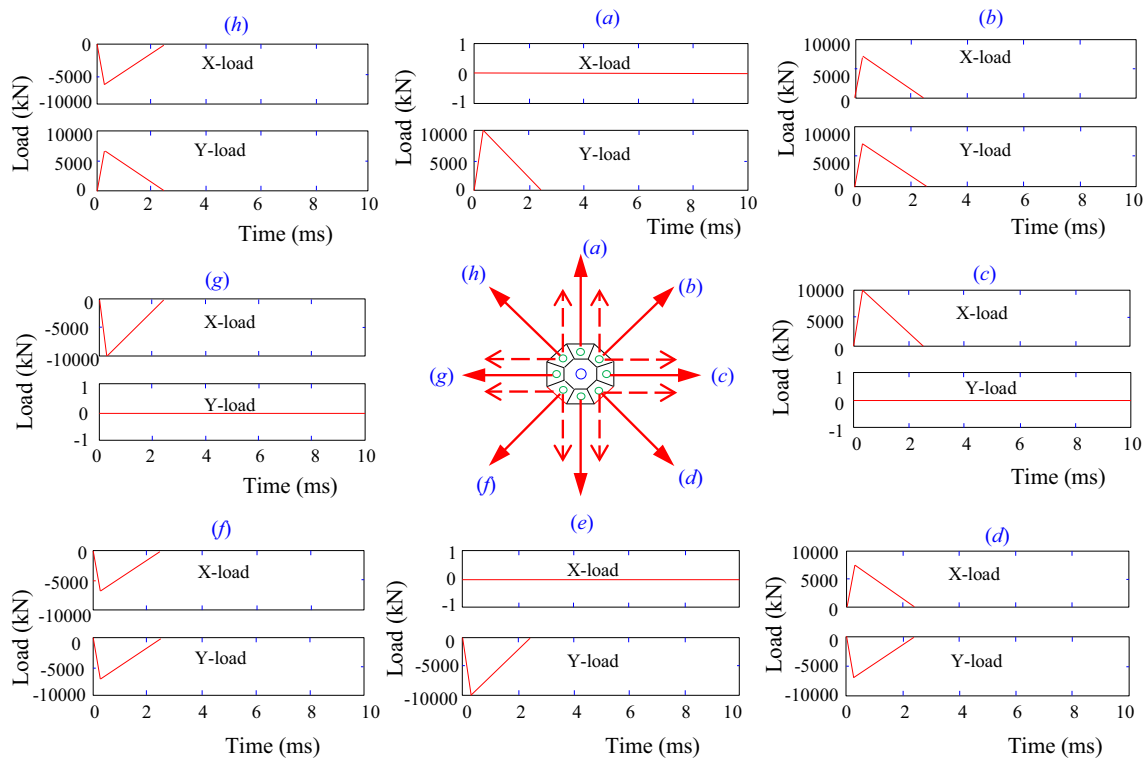 (h)
0
-5000
-10000
X-load
10000
5000
0
Y-load
0 2 4 6 8 10
Load (kN)
Time (ms)
(a)
1
0
-1
X-load
10000
5000
0
Y-load
0 2 4 6 8 10
Load (kN)
Time (ms)
(b)
10000
5000
0
X-load
10000
5000
0
Y-load
0 2 4 6 8 10
Load (kN)
Time (ms)
(g)
0
-5000
-10000
X-load
1
0
-1
Y-load
0 2 4 6 8 10
Load (kN)
Time (ms)
(a)
(h)
(b)
(g)
(c)
(f)
(d)
(e)
(c)
10000
5000
0
X-load
1
0
-1
Y-load
0 2 4 6 8 10
Load (kN)
Time (ms)
(f)
0
-5000
-10000
X-load
0
-5000
-10000
Y-load
0 2 4 6 8 10
Load (kN)
Time (ms)
1
0
-1
X-load
0
-5000
-10000
Y-load
0 2 4 6 8 10
Load (kN)
Time (ms)
(d)
10000
5000
0
X-load
0
-5000
-10000
Y-load
0 2 4 6 8 10
Load (kN)
Time (ms)